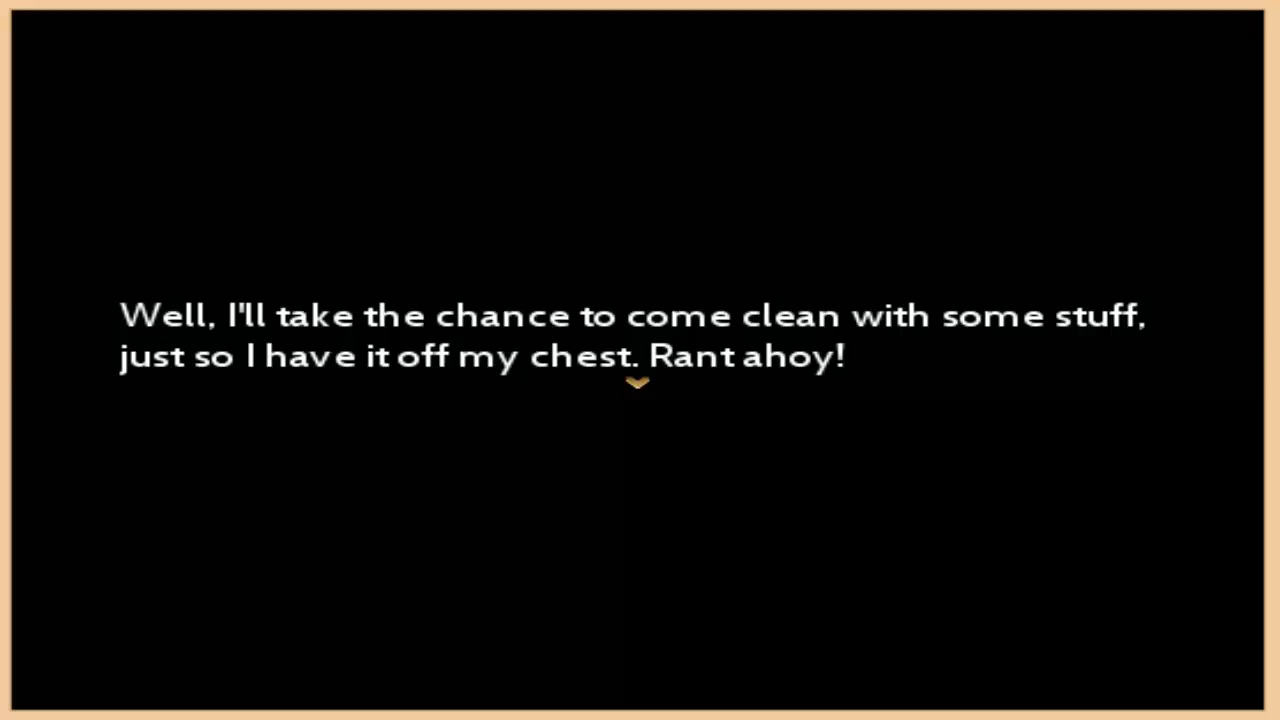 Well, I'll take the chance to come clean with some stuff,
just so I have it off my chest. Rant ahoy!